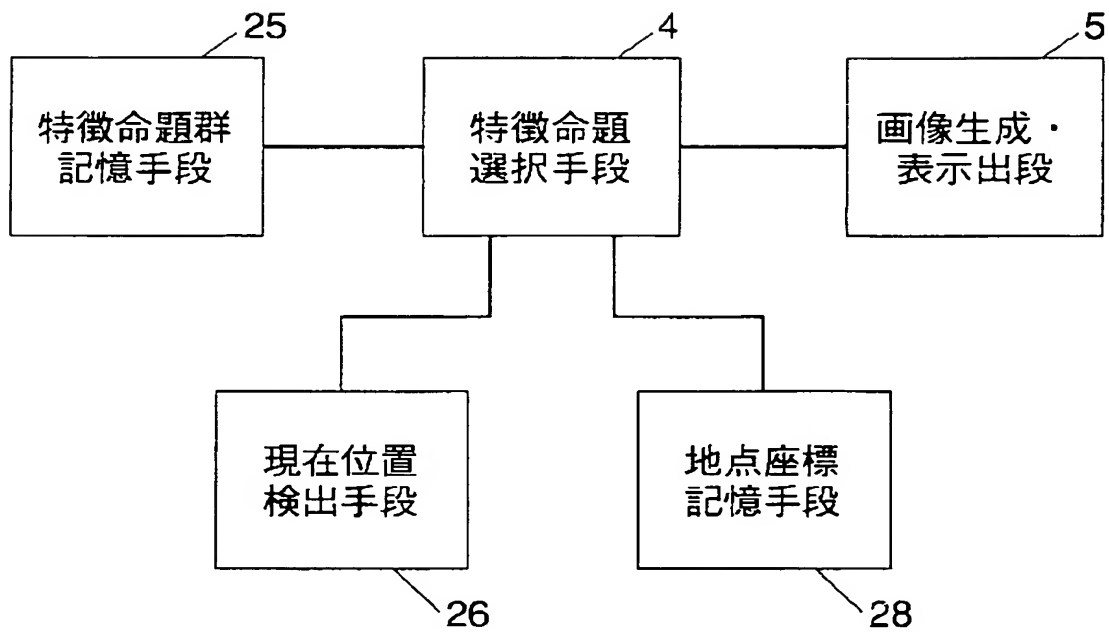 25
4
5
特徴命題群
記憶手段
特徴命題
選択手段
画像生成・
表示出段
現在位置
検出手段
地点座標
記憶手段
26
28